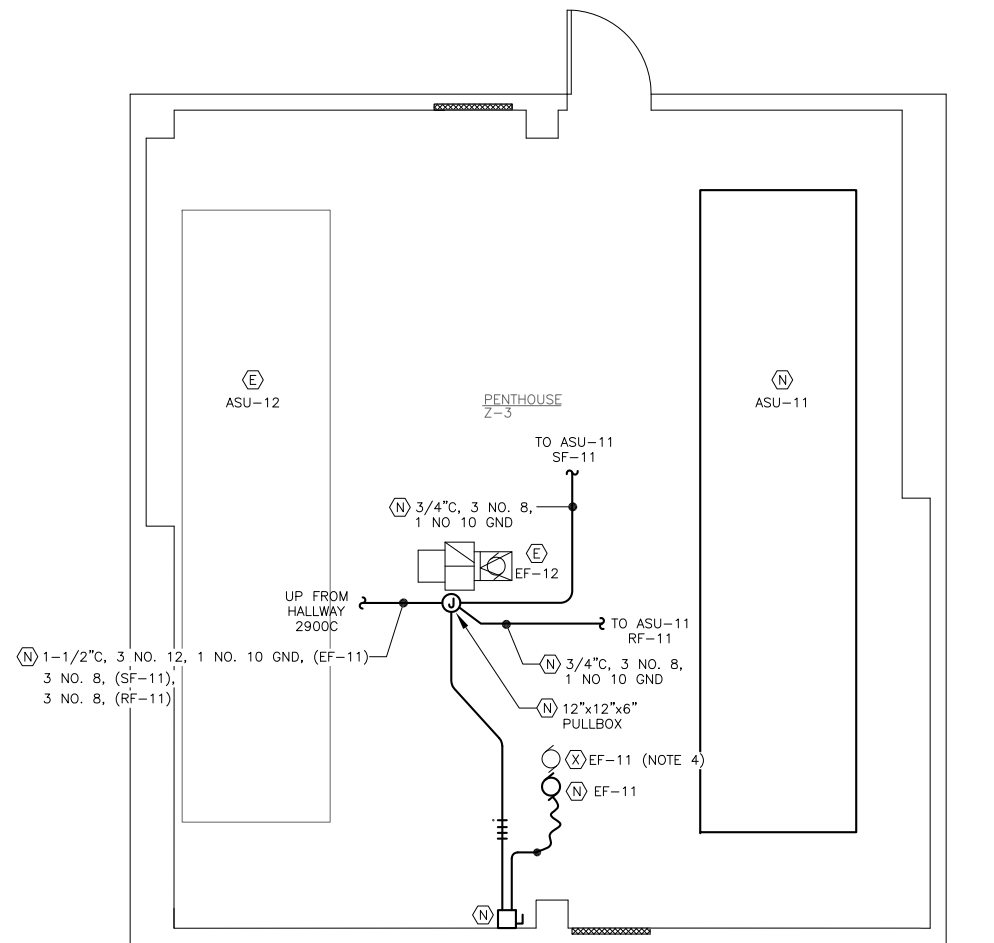 E
ASU-12
N
ASU-11
PENTHOUSE
Z-3
TO ASU-11
SF-11
N 3/4"C, 3 NO. 8,
1 NO 10 GND
E
EF-12
UP FROM
HALLWAY
2900C
J
TO ASU-11
RF-11
N 1-1/2"C, 3 NO. 12, 1 NO. 10 GND, (EF-11)
3 NO. 8, (SF-11),
3 NO. 8, (RF-11)
N 3/4"C, 3 NO. 8,
1 NO 10 GND
N 12"x12"x6"
PULLBOX
X EF-11 (NOTE 4)
N EF-11
N